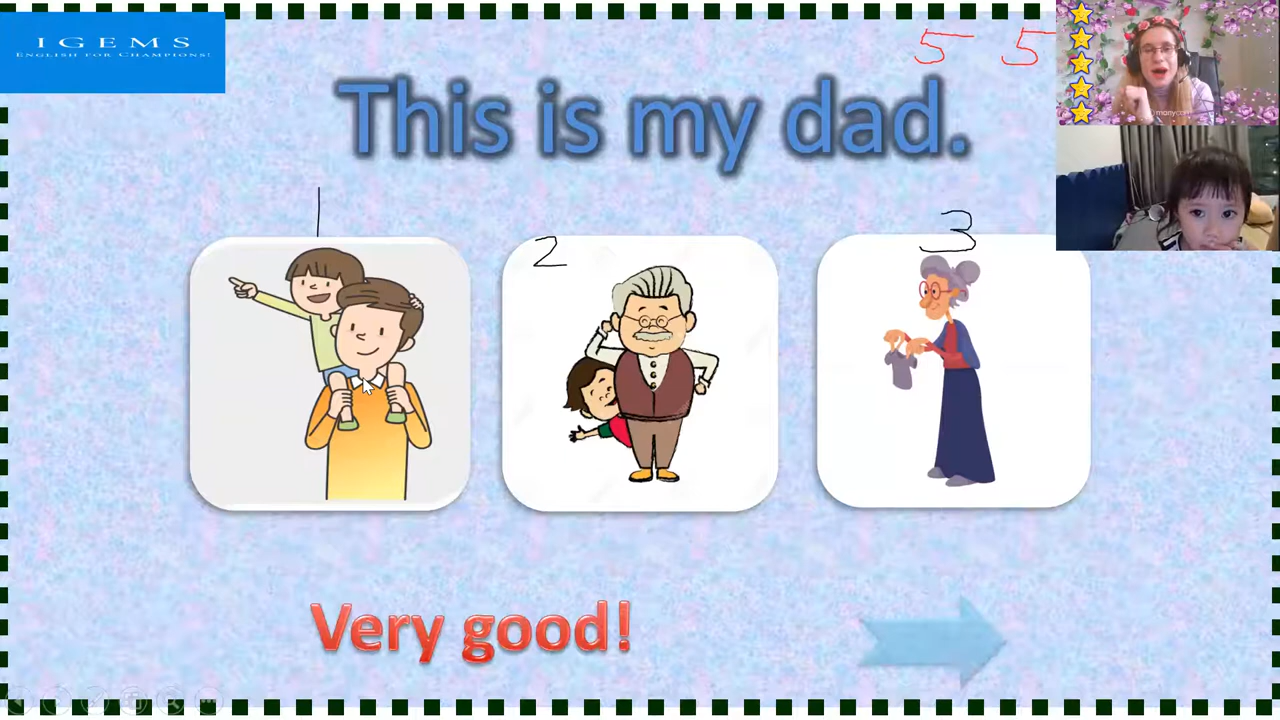 IGEMS
ENGLISH FOR CHAMPIONS!
5 5
This is my dad.
1
2
3
Very good!